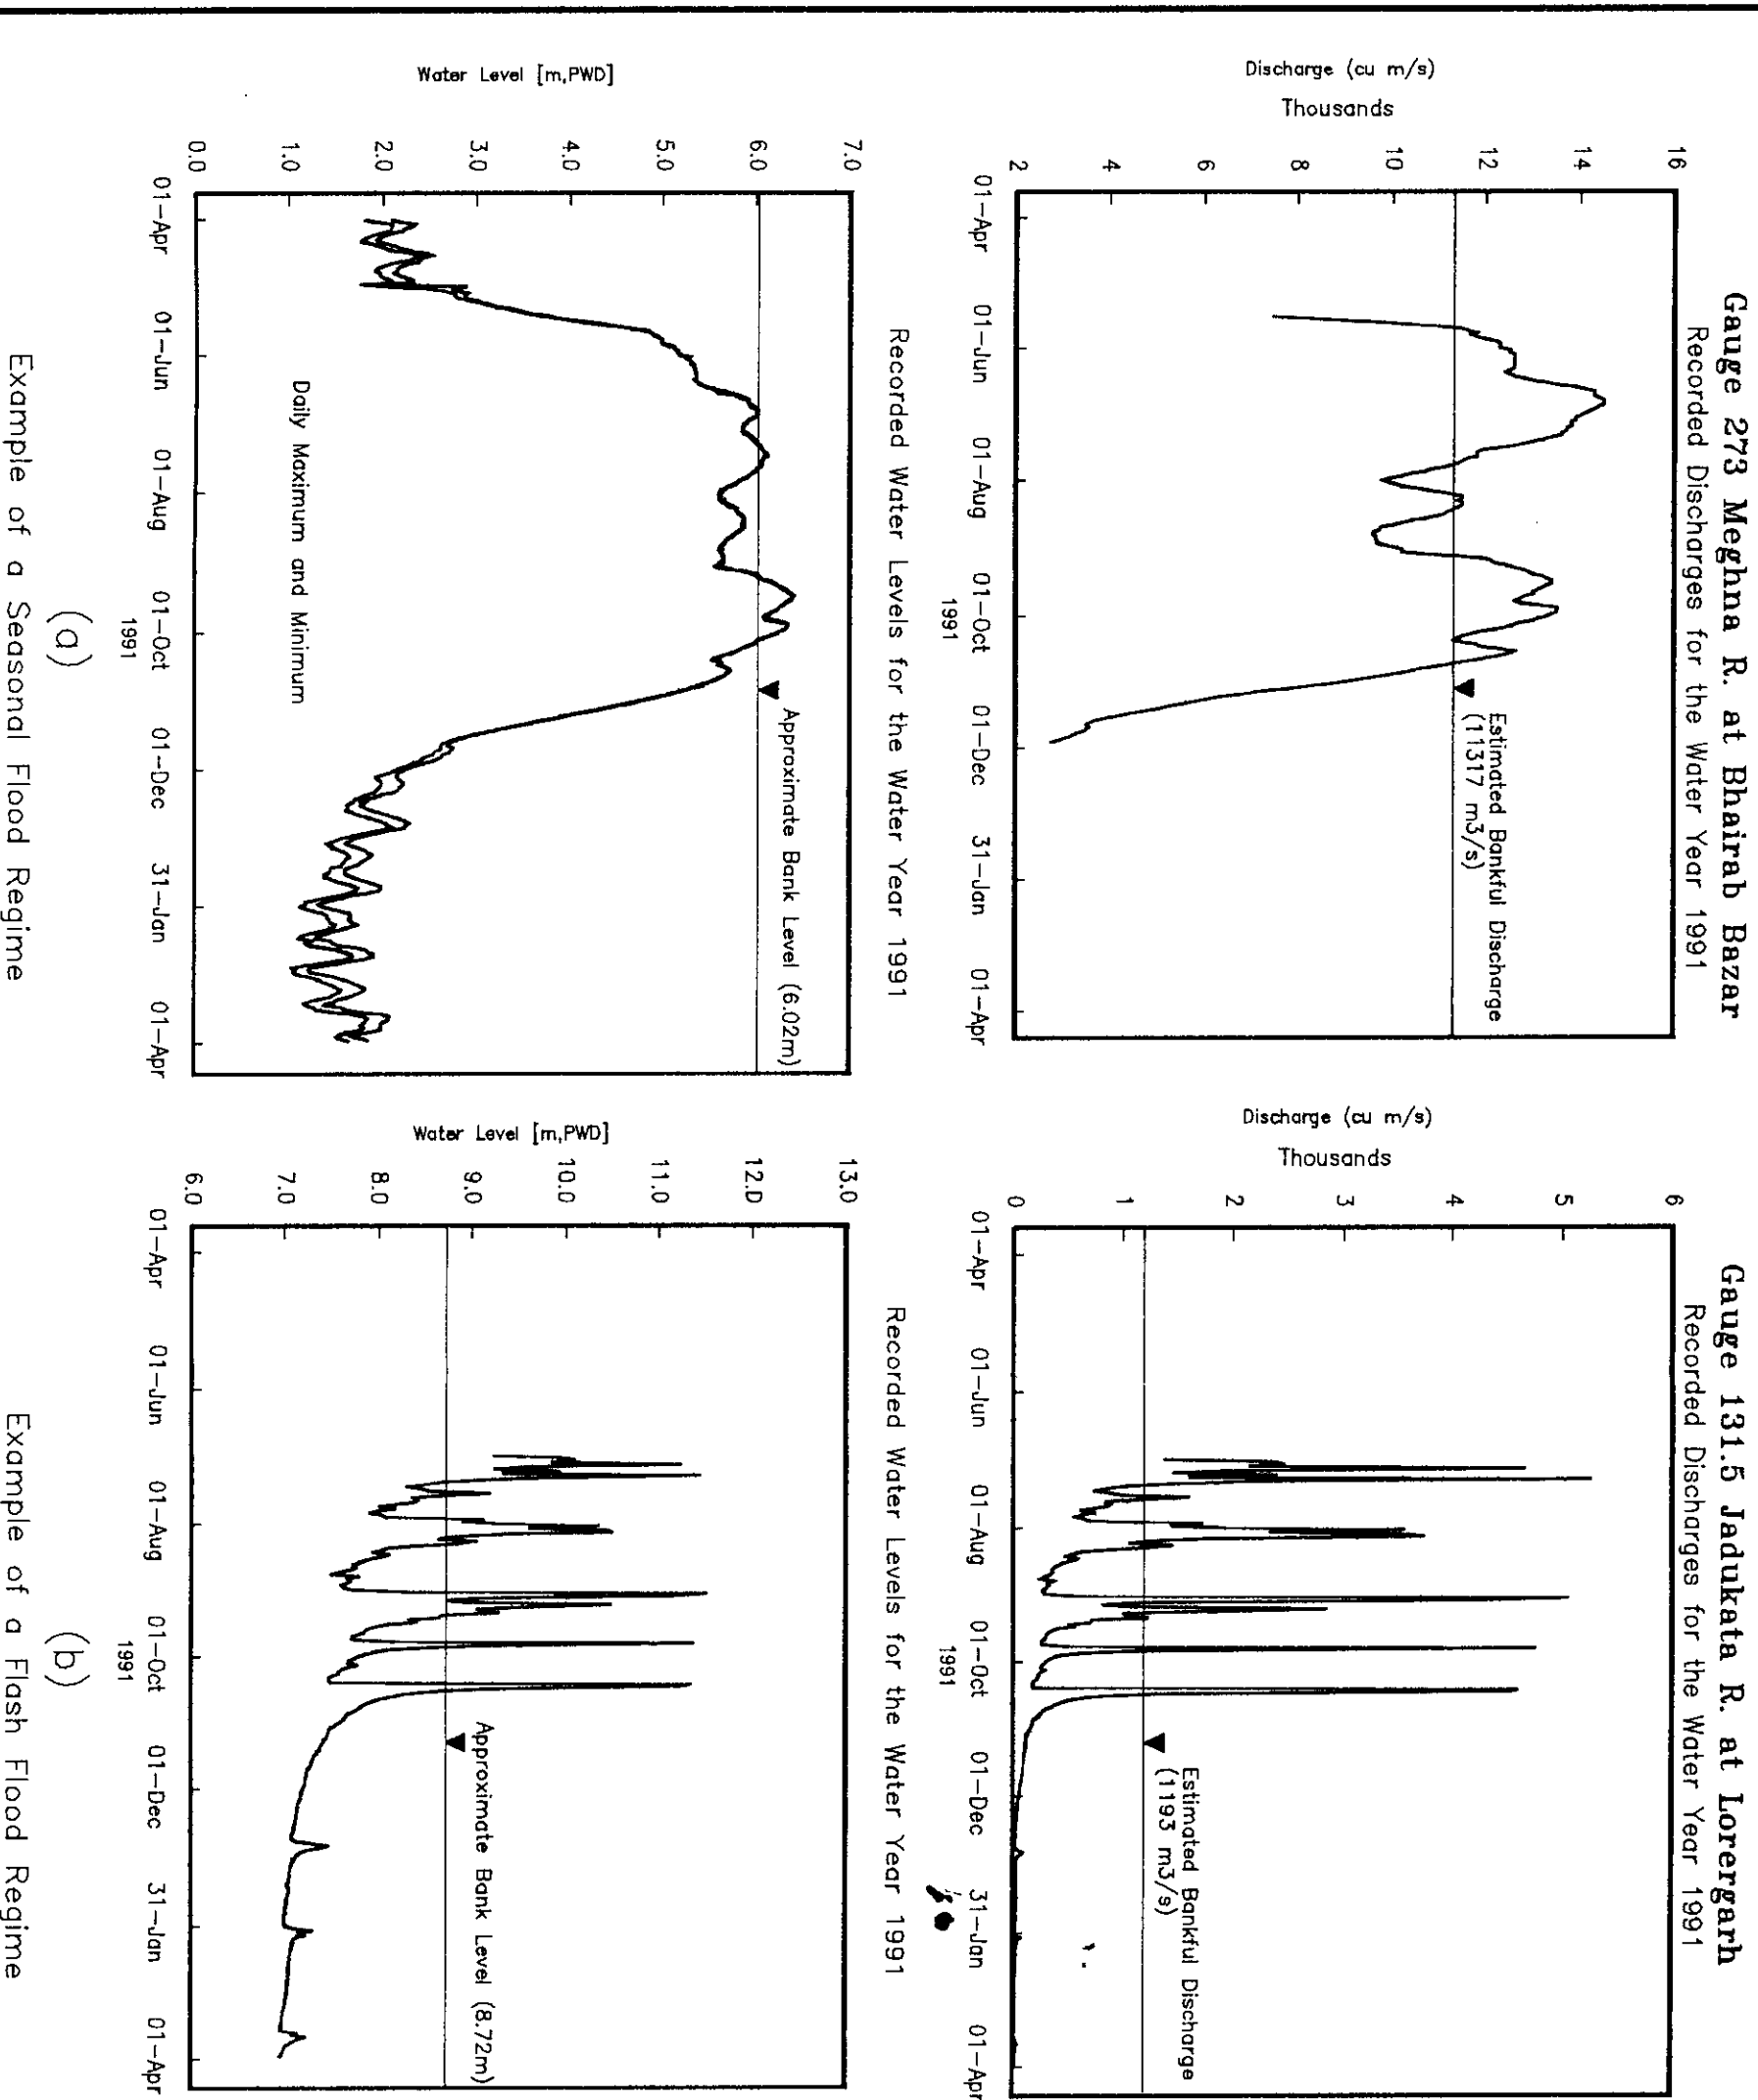 Gauge 273 Meghna R. at Bhairab Bazar
Recorded Discharges for the Water Year 1991
Discharge (cu m/s)
Thousands
16
14
12
10
8
6
4
2
Estimated Bankful Discharge
(11317 m3/s)
01-Apr 01-Jun 01-Aug 01-Oct 01-Dec 31-Jan 01-Apr
1991
Recorded Water Levels for the Water Year 1991
Water Level [m,PWD]
7.0
6.0
5.0
4.0
3.0
2.0
1.0
0.0
Approximate Bank Level (6.02m)
Daily Maximum and Minimum
01-Apr 01-Jun 01-Aug 01-Oct 01-Dec 31-Jan 01-Apr
1991
(a)
Example of a Seasonal Flood Regime
Gauge 131.5 Jadukata R. at Lorergarh
Recorded Discharges for the Water Year 1991
Discharge (cu m/s)
Thousands
6
5
4
3
2
1
0
Estimated Bankful Discharge
(1193 m3/s)
01-Apr 01-Jun 01-Aug 01-Oct 01-Dec 31-Jan 01-Apr
1991
Recorded Water Levels for the Water Year 1991
Water Level [m,PWD]
13.0
12.0
11.0
10.0
9.0
8.0
7.0
6.0
Approximate Bank Level (8.72m)
01-Apr 01-Jun 01-Aug 01-Oct 01-Dec 31-Jan 01-Apr
1991
(b)
Example of a Flash Flood Regime